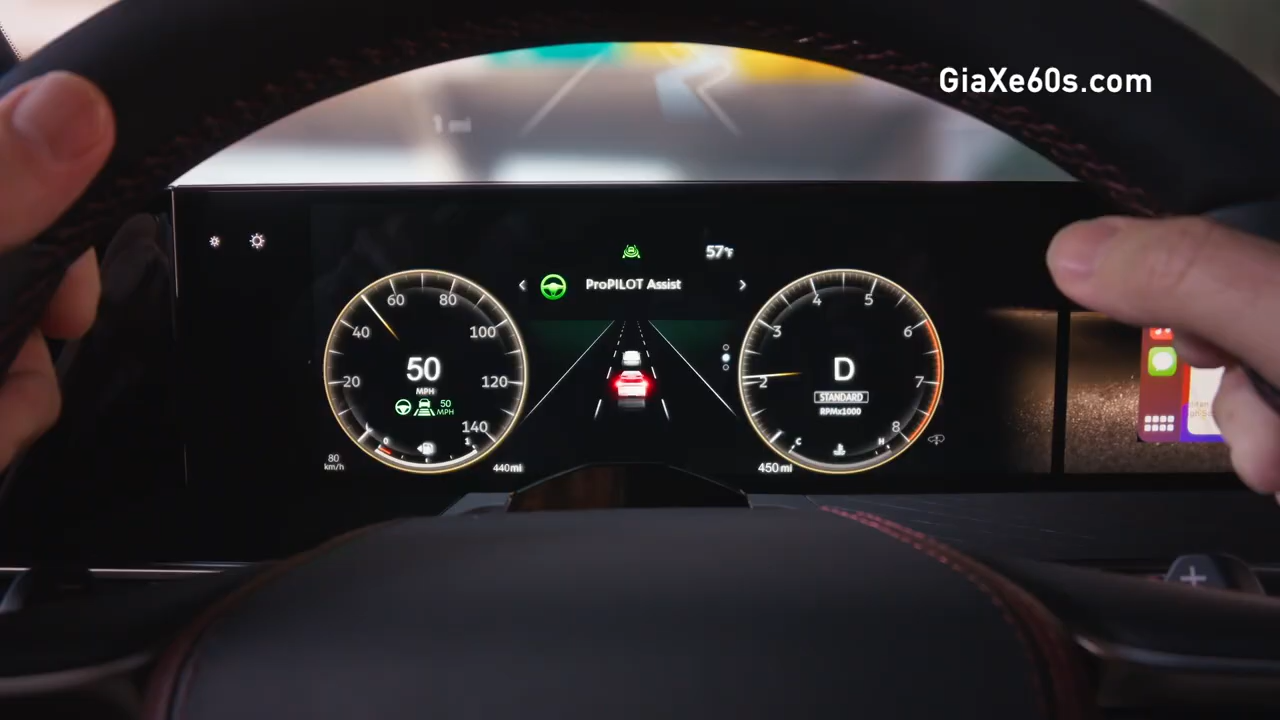 GiaXe60s.com
1 mi
57°F
ProPILOT Assist
20 40 60 80 100 120 140
50
MPH
50
MPH
80
km/h
440mi
2 3 4 5 6 7 8
D
STANDARD
RPMx1000
C H
450mi